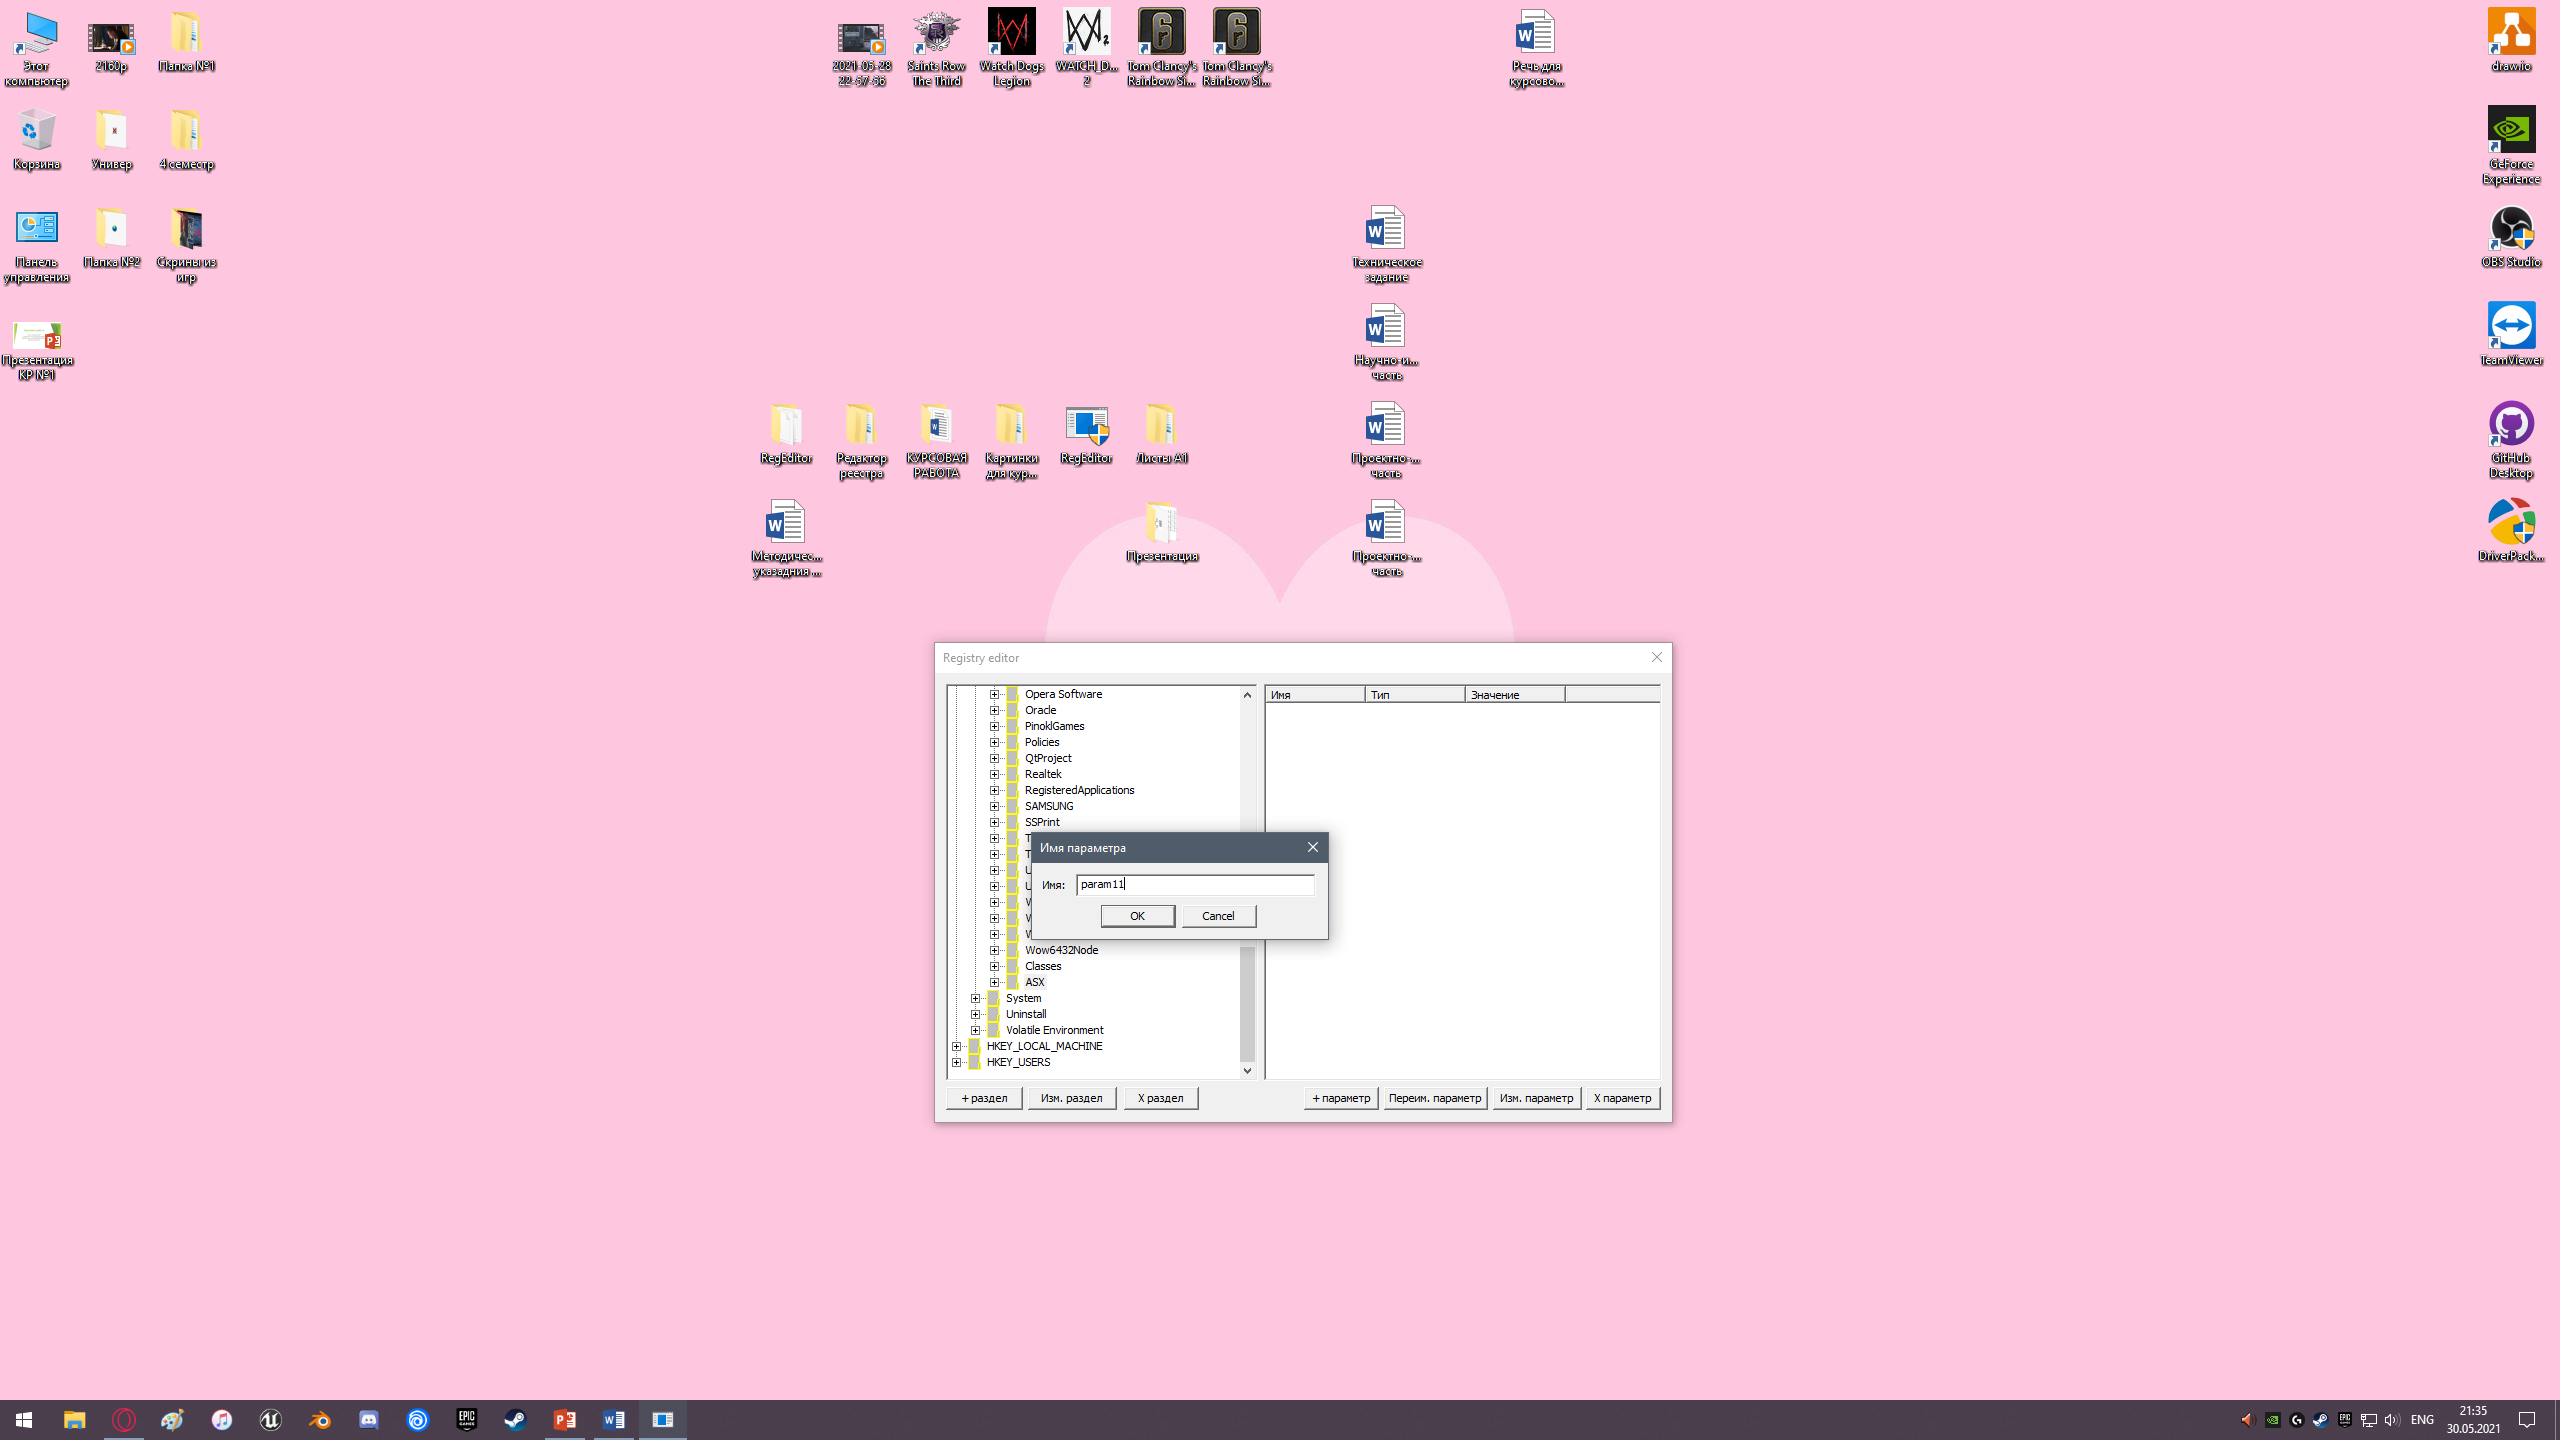 Этот компьютер
2160p
Папка №1
2021-05-28 22-57-56
Saints Row The Third
Watch Dogs Legion
WATCH_D... 2
Tom Clancy's Rainbow Si...
Tom Clancy's Rainbow Si...
Речь для курсово...
draw.io
Корзина
Универ
4 семестр
GeForce Experience
Панель управления
Папка №2
Скрины из игр
Техническое задание
OBS Studio
Презентация КР №1
Научно-и... часть
TeamViewer
RegEditor
Редактор реестра
КУРСОВАЯ РАБОТА
Картинки для кур...
RegEditor
Листы А1
Проектно-... часть
GitHub Desktop
Методичес... указадния ...
Презентация
Проектно-... часть
DriverPack...
Registry editor
Opera Software
Oracle
PinoklGames
Policies
QtProject
Realtek
RegisteredApplications
SAMSUNG
SSPrint
Wow6432Node
Classes
ASX
System
Uninstall
Volatile Environment
HKEY_LOCAL_MACHINE
HKEY_USERS
Имя
Тип
Значение
Имя параметра
Имя:
param11
OK
Cancel
+ раздел
Изм. раздел
X раздел
+ параметр
Переим. параметр
Изм. параметр
X параметр
ENG
21:35
30.05.2021